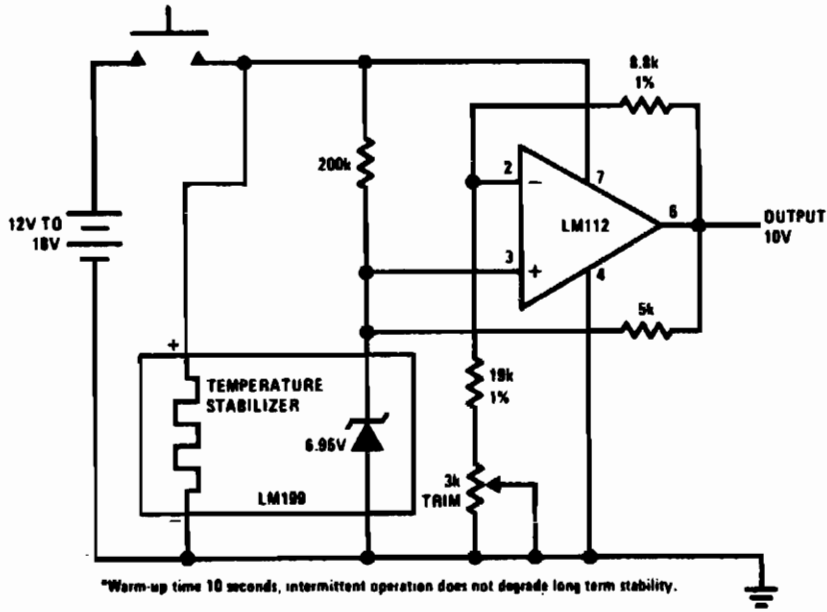 8.8k
1%
200k
2
7
12V TO
18V
LM112
6
OUTPUT
10V
3
4
5k
+
TEMPERATURE
STABILIZER
19k
1%
6.95V
3k
TRIM
LM199
−
*Warm-up time 10 seconds, intermittent operation does not degrade long term stability.